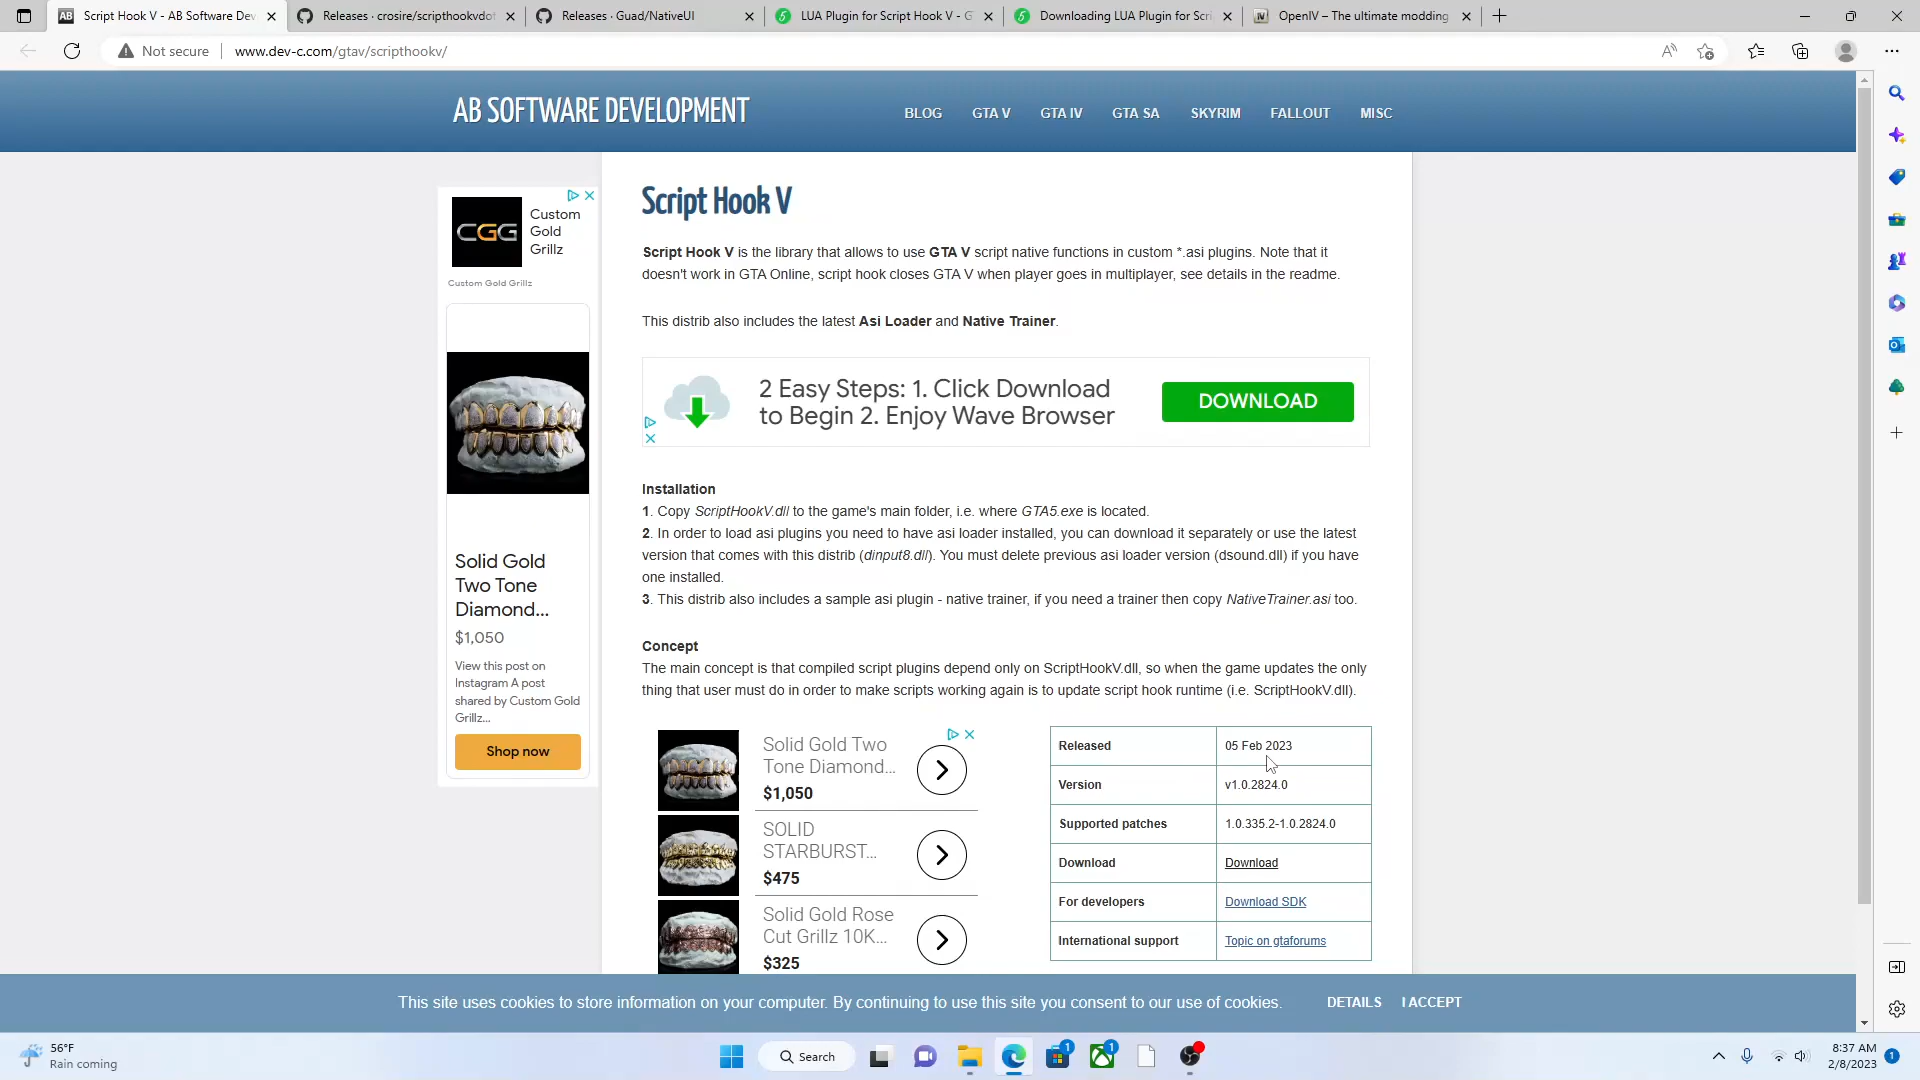 Script Hook V - AB Software Dev
Releases · crosire/scripthookvdot
Releases · Guad/NativeUI
LUA Plugin for Script Hook V - G
Downloading LUA Plugin for Scri
OpenIV – The ultimate modding
Not secure
www.dev-c.com/gtav/scripthookv/
AB SOFTWARE DEVELOPMENT
BLOG
GTA V
GTA IV
GTA SA
SKYRIM
FALLOUT
MISC
CGG
Custom
Gold
Grillz
Custom Gold Grillz
Solid Gold
Two Tone
Diamond...
$1,050
View this post on
Instagram A post
shared by Custom Gold
Grillz...
Shop now
Script Hook V
Script Hook V is the library that allows to use GTA V script native functions in custom *.asi plugins. Note that it
doesn't work in GTA Online, script hook closes GTA V when player goes in multiplayer, see details in the readme.
This distrib also includes the latest Asi Loader and Native Trainer.
2 Easy Steps: 1. Click Download
to Begin 2. Enjoy Wave Browser
DOWNLOAD
Installation
1. Copy ScriptHookV.dll to the game's main folder, i.e. where GTA5.exe is located.
2. In order to load asi plugins you need to have asi loader installed, you can download it separately or use the latest
version that comes with this distrib (dinput8.dll). You must delete previous asi loader version (dsound.dll) if you have
one installed.
3. This distrib also includes a sample asi plugin - native trainer, if you need a trainer then copy NativeTrainer.asi too.
Concept
The main concept is that compiled script plugins depend only on ScriptHookV.dll, so when the game updates the only
thing that user must do in order to make scripts working again is to update script hook runtime (i.e. ScriptHookV.dll).
Solid Gold Two
Tone Diamond...
$1,050
SOLID
STARBURST...
$475
Solid Gold Rose
Cut Grillz 10K...
$325
Released 05 Feb 2023
Version v1.0.2824.0
Supported patches 1.0.335.2-1.0.2824.0
Download Download
For developers Download SDK
International support Topic on gtaforums
This site uses cookies to store information on your computer. By continuing to use this site you consent to our use of cookies.
DETAILS
I ACCEPT
56°F
Rain coming
Search
1
1
8:37 AM
2/8/2023
1